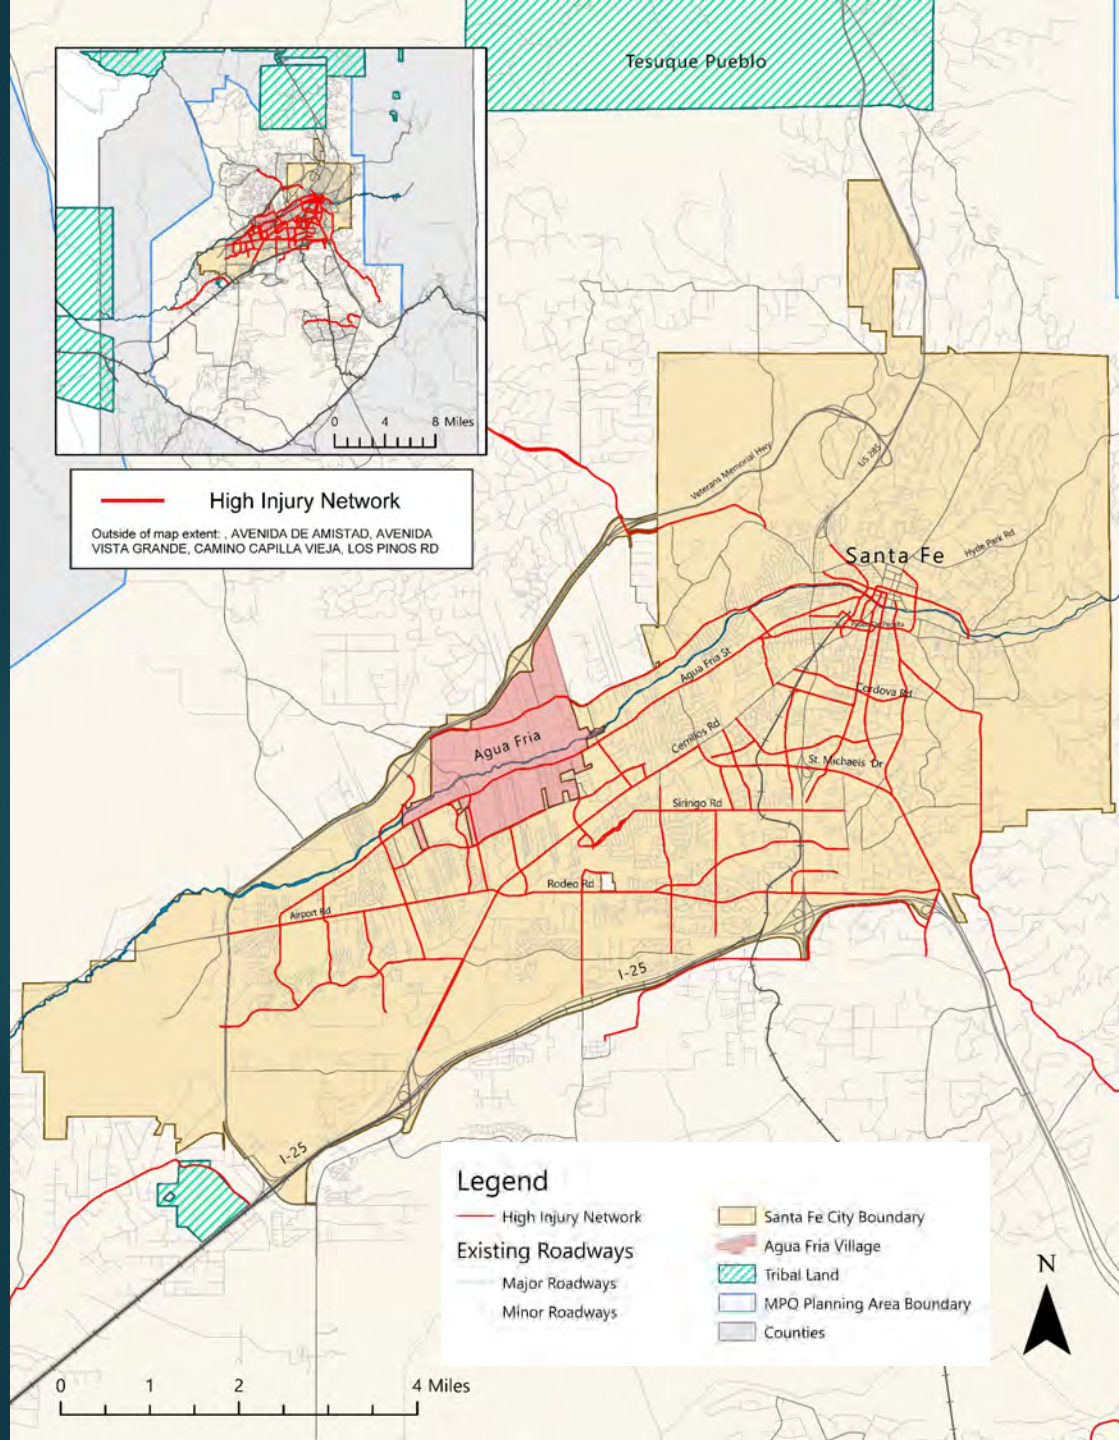 Tesuque Pueblo
0 4 8 Miles
High Injury Network
Outside of map extent: , AVENIDA DE AMISTAD, AVENIDA
VISTA GRANDE, CAMINO CAPILLA VIEJA, LOS PINOS RD
Veterans Memorial Hwy
US 285
Santa Fe
Hyde Park Rd
Agua Fria St
Cordova Rd
Agua Fria
Cerrillos Rd
St. Michaels Dr
Siringo Rd
Rodeo Rd
Airport Rd
I-25
I-25
Legend
High Injury Network
Existing Roadways
Major Roadways
Minor Roadways
Santa Fe City Boundary
Agua Fria Village
Tribal Land
MPO Planning Area Boundary
Counties
N
0 1 2 4 Miles